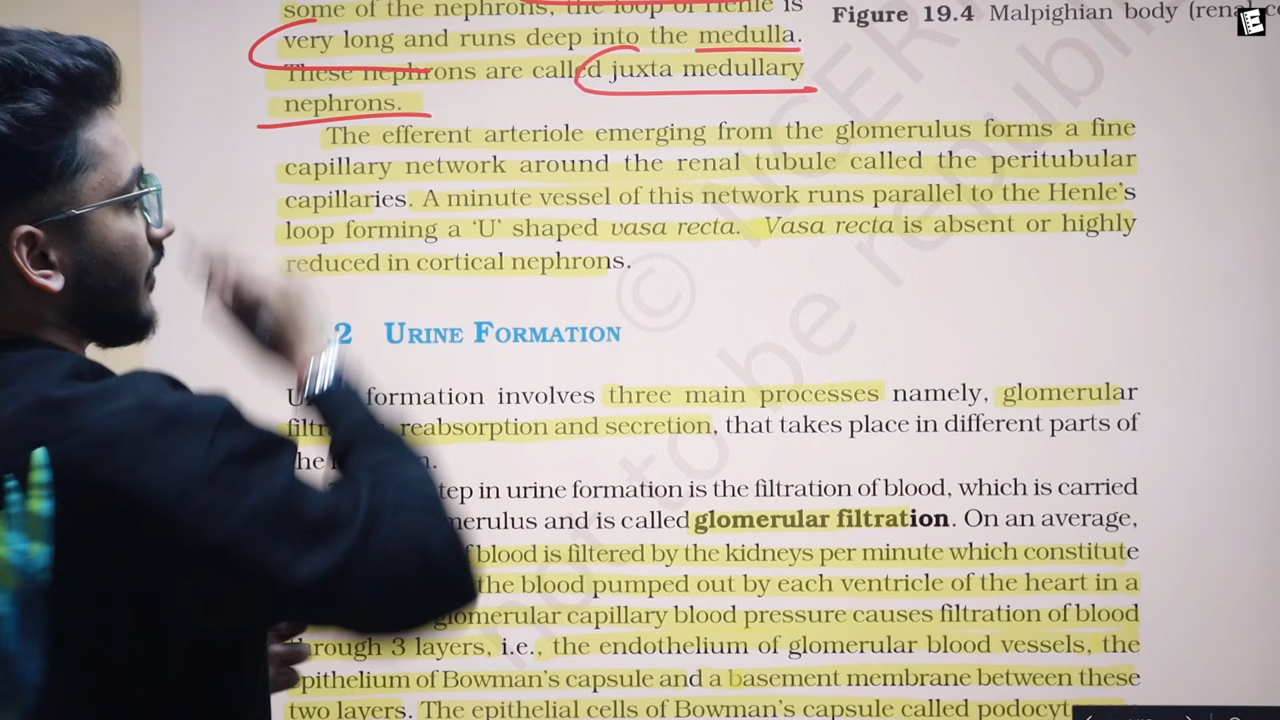 some of the nephrons, the loop of Henle is
Figure 19.4 Malpighian body (renal
very long and runs deep into the medulla.
These nephrons are called juxta medullary
nephrons.
The efferent arteriole emerging from the glomerulus forms a fine
capillary network around the renal tubule called the peritubular
capillaries. A minute vessel of this network runs parallel to the Henle's
loop forming a 'U' shaped vasa recta. Vasa recta is absent or highly
reduced in cortical nephrons.
2 URINE FORMATION
formation involves three main processes namely, glomerular
reabsorption and secretion, that takes place in different parts of
the
step in urine formation is the filtration of blood, which is carried
and is called glomerular filtration. On an average,
blood is filtered by the kidneys per minute which constitute
the blood pumped out by each ventricle of the heart in a
glomerular capillary blood pressure causes filtration of blood
through 3 layers, i.e., the endothelium of glomerular blood vessels, the
epithelium of Bowman's capsule and a basement membrane between these
two layers. The epithelial cells of Bowman's capsule called
© NCERT
not to be republi